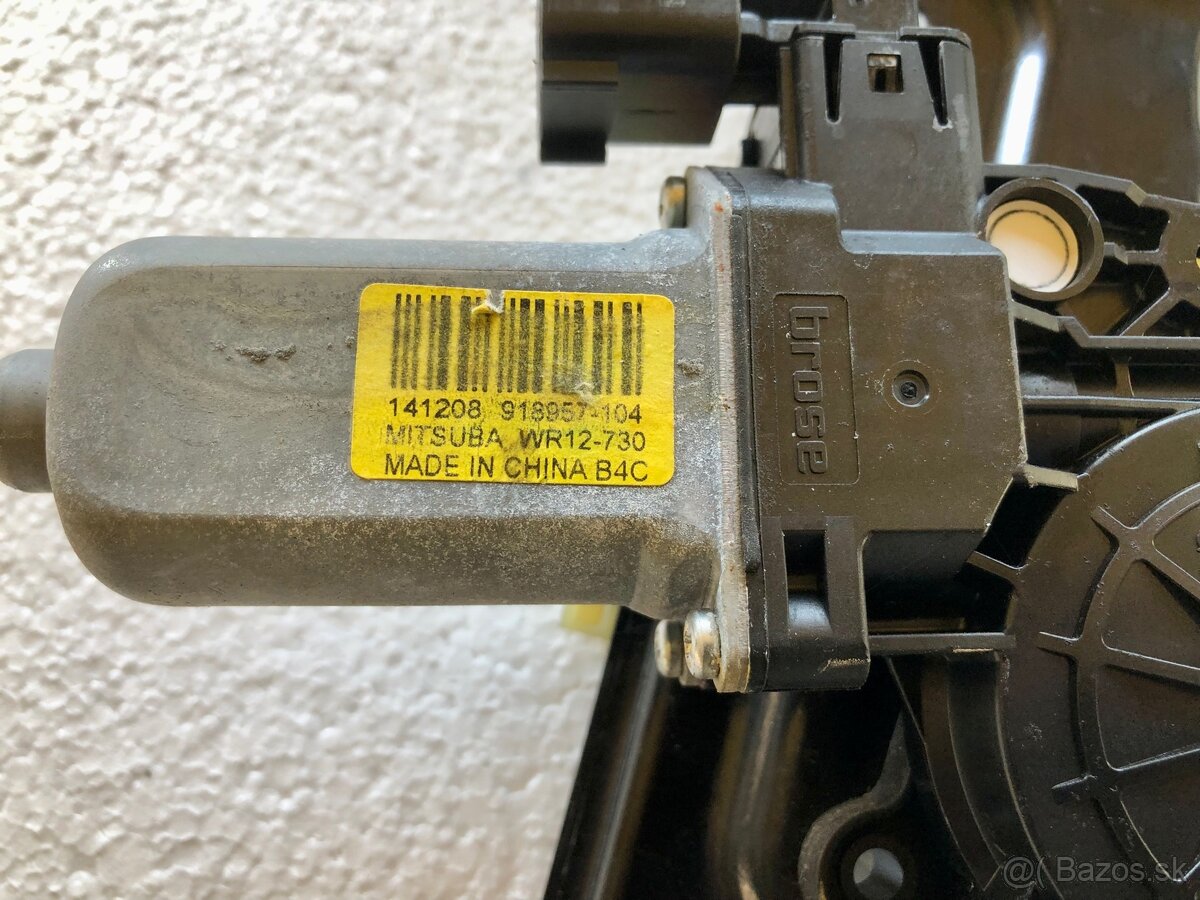 141208 918957-104
MITSUBA WR12-730
MADE IN CHINA B4C
brose
@( Bazos.sk